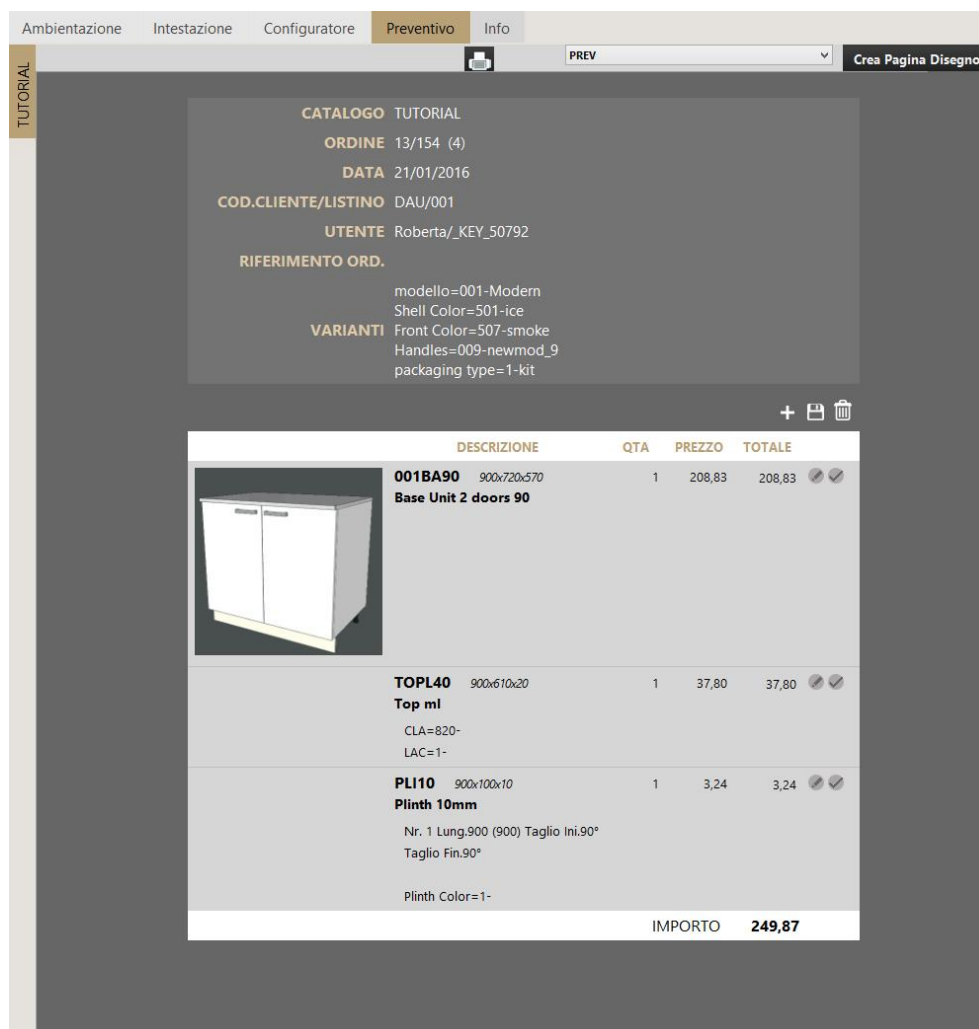 Ambientazione Intestazione Configuratore Preventivo Info
PREV Crea Pagina Disegno
TUTORIAL
CATALOGO TUTORIAL
ORDINE 13/154 (4)
DATA 21/01/2016
COD.CLIENTE/LISTINO DAU/001
UTENTE Roberta/_KEY_50792
RIFERIMENTO ORD.
modello=001-Modern
Shell Color=501-ice
VARIANTI Front Color=507-smoke
Handles=009-newmod_9
packaging type=1-kit
DESCRIZIONE QTA PREZZO TOTALE
001BA90 900x720x570 1 208,83 208,83
Base Unit 2 doors 90
TOPL40 900x610x20 1 37,80 37,80
Top ml
CLA=820-
LAC=1-
PLI10 900x100x10 1 3,24 3,24
Plinth 10mm
Nr. 1 Lung.900 (900) Taglio Ini.90°
Taglio Fin.90°
Plinth Color=1-
IMPORTO 249,87